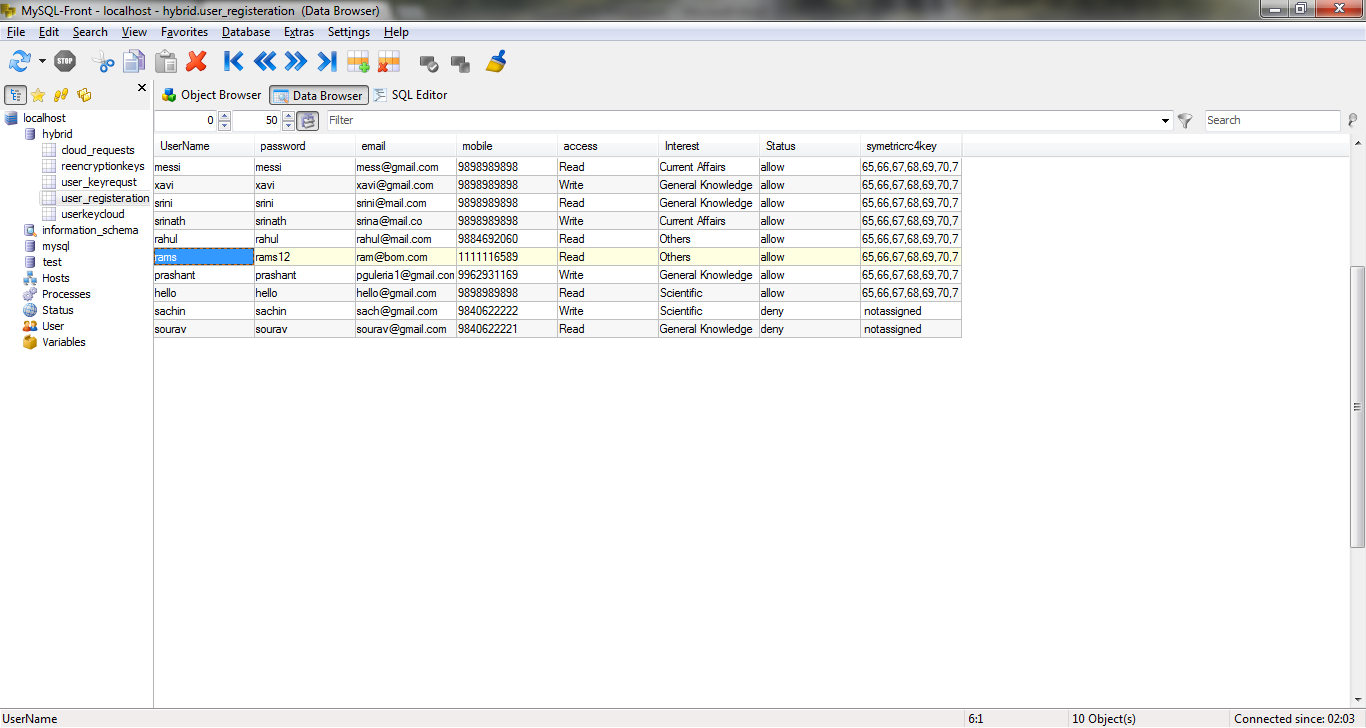 MySQL-Front - localhost - hybrid.user_registeration (Data Browser)
File Edit Search View Favorites Database Extras Settings Help
STOP
Object Browser Data Browser SQL Editor
0 50 Filter Search
localhost
hybrid
cloud_requests
reencryptionkeys
user_keyrequst
user_registeration
userkeycloud
information_schema
mysql
test
Hosts
Processes
Status
User
Variables
UserName password email mobile access Interest Status symetricrc4key
messi messi mess@gmail.com 9898989898 Read Current Affairs allow 65,66,67,68,69,70,7
xavi xavi xavi@gmail.com 9898989898 Write General Knowledge allow 65,66,67,68,69,70,7
srini srini srini@mail.com 9898989898 Read General Knowledge allow 65,66,67,68,69,70,7
srinath srinath srina@mail.co 9898989898 Write Current Affairs allow 65,66,67,68,69,70,7
rahul rahul rahul@mail.com 9884692060 Read Others allow 65,66,67,68,69,70,7
rams rams12 ram@bom.com 1111116589 Read Others allow 65,66,67,68,69,70,7
prashant prashant pguleria1@gmail.con 9962931169 Write General Knowledge allow 65,66,67,68,69,70,7
hello hello hello@gmail.com 9898989898 Read Scientific allow 65,66,67,68,69,70,7
sachin sachin sach@gmail.com 9840622222 Write Scientific deny notassigned
sourav sourav sourav@gmail.com 9840622221 Read General Knowledge deny notassigned
UserName 6:1 10 Object(s) Connected since: 02:03